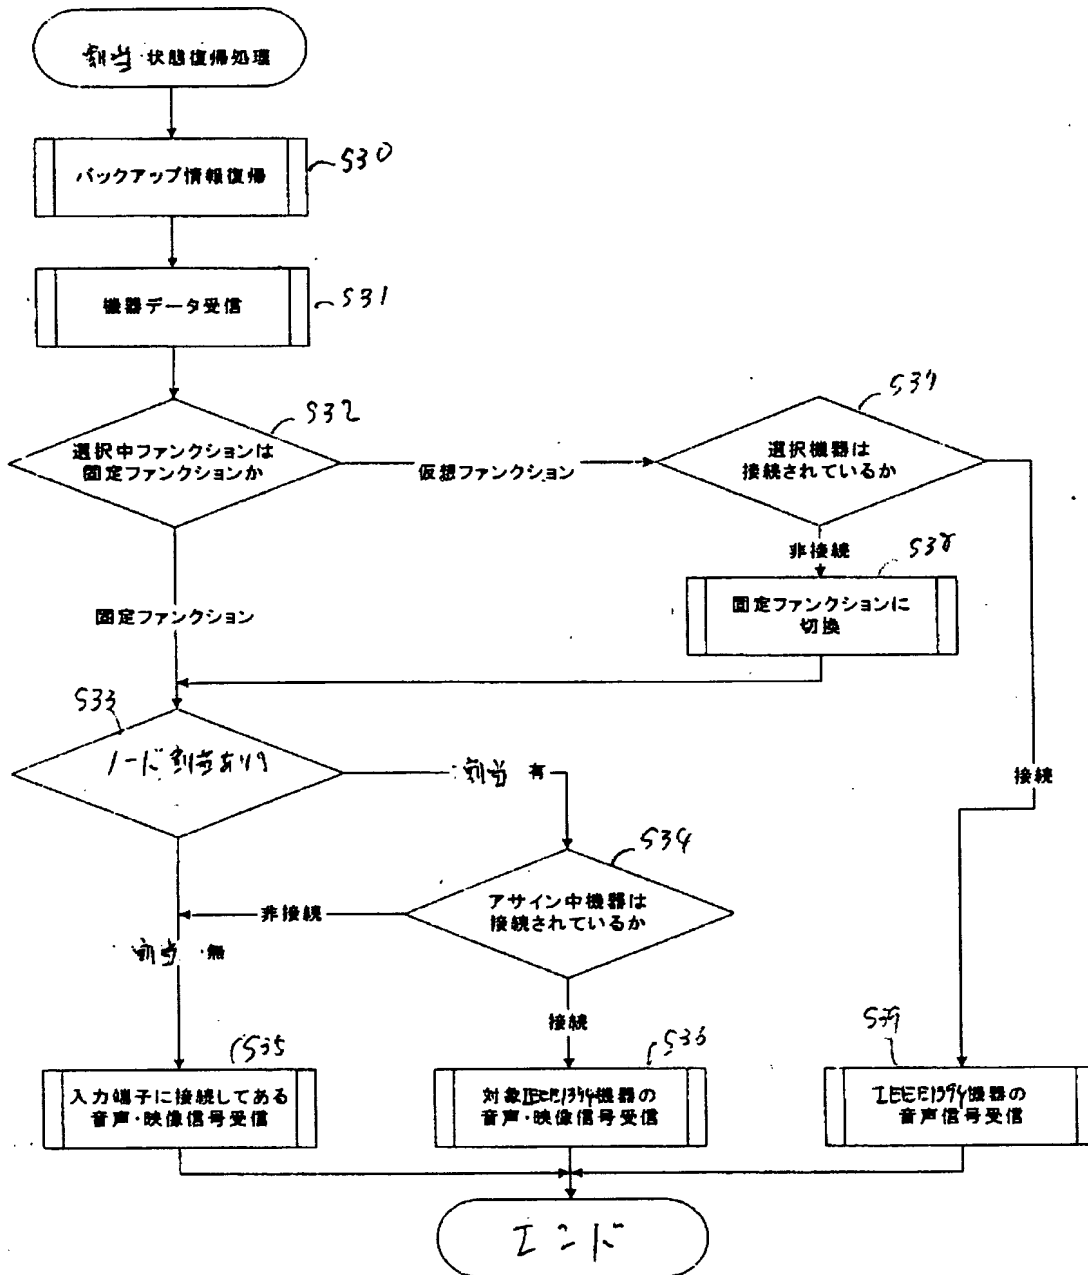 割当 状態復帰処理
バックアップ情報復帰
S30
機器データ受信
S31
S32
選択中ファンクションは
固定ファンクションか
仮想ファンクション
S37
選択機器は
接続されているか
非接続
S38
固定ファンクションに
切換
固定ファンクション
S33
ノード割当あり?
割当 有
接続
S34
アサイン中機器は
接続されているか
非接続
割当 無
接続
S35
入力端子に接続してある
音声・映像信号受信
S36
対象IEEE1394機器の
音声・映像信号受信
S39
IEEE1394機器の
音声信号受信
エンド